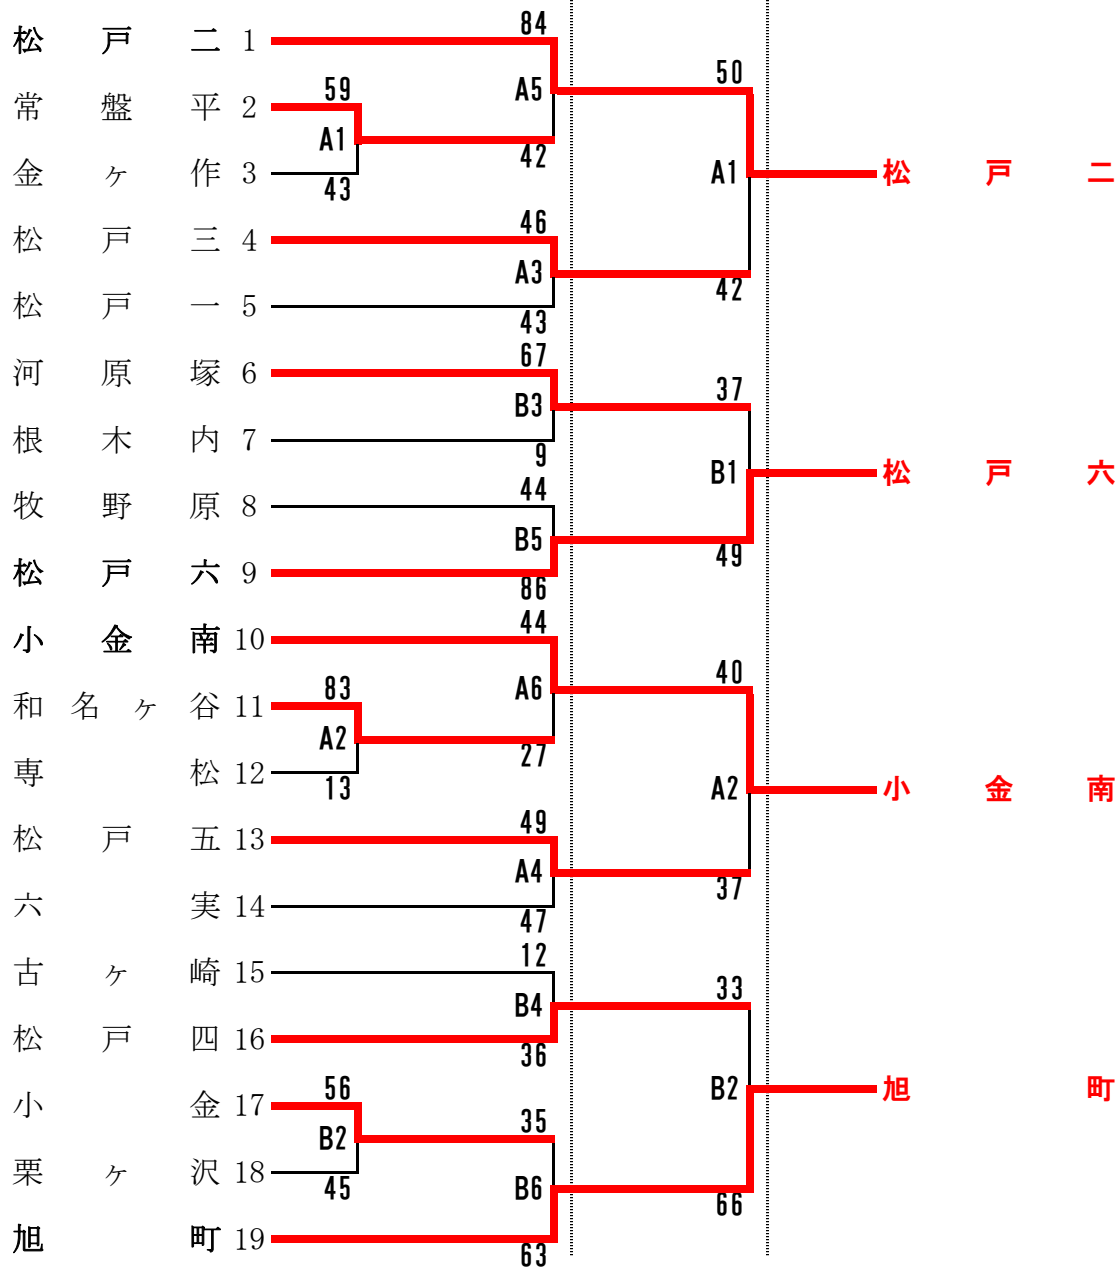 松戸二 1
84
50
59
A5
常盤平 2
A1
42
金ヶ作 3
43
A1
松戸二
46
松戸三 4
A3
42
松戸一 5
43
67
河原塚 6
37
B3
根木内 7
9
B1
松戸六
44
牧野原 8
B5
49
松戸六 9
86
44
小金南 10
40
83
A6
和名ヶ谷 11
A2
27
専松 12
13
A2
小金南
49
松戸五 13
A4
37
六実 14
47
12
古ヶ崎 15
33
B4
松戸四 16
36
56
B2
旭町
小金 17
35
B2
栗ヶ沢 18
45
B6
66
旭町 19
63